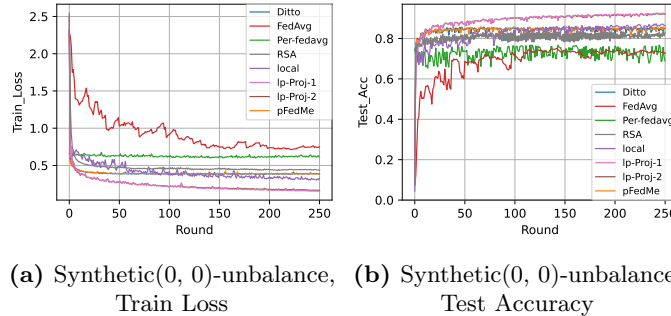 2.5
2.0
1.5
1.0
0.5
Train_Loss
0
50
100
150
200
250
Round
Ditto
FedAvg
Per-fedavg
RSA
local
lp-Proj-1
lp-Proj-2
pFedMe
0.8
0.6
0.4
0.2
0.0
Test_Acc
0
50
100
150
200
250
Round
Ditto
FedAvg
Per-fedavg
RSA
local
lp-Proj-1
lp-Proj-2
pFedMe
(a) Synthetic(0, 0)-unbalance,
Train Loss
(b) Synthetic(0, 0)-unbalance
Test Accuracy